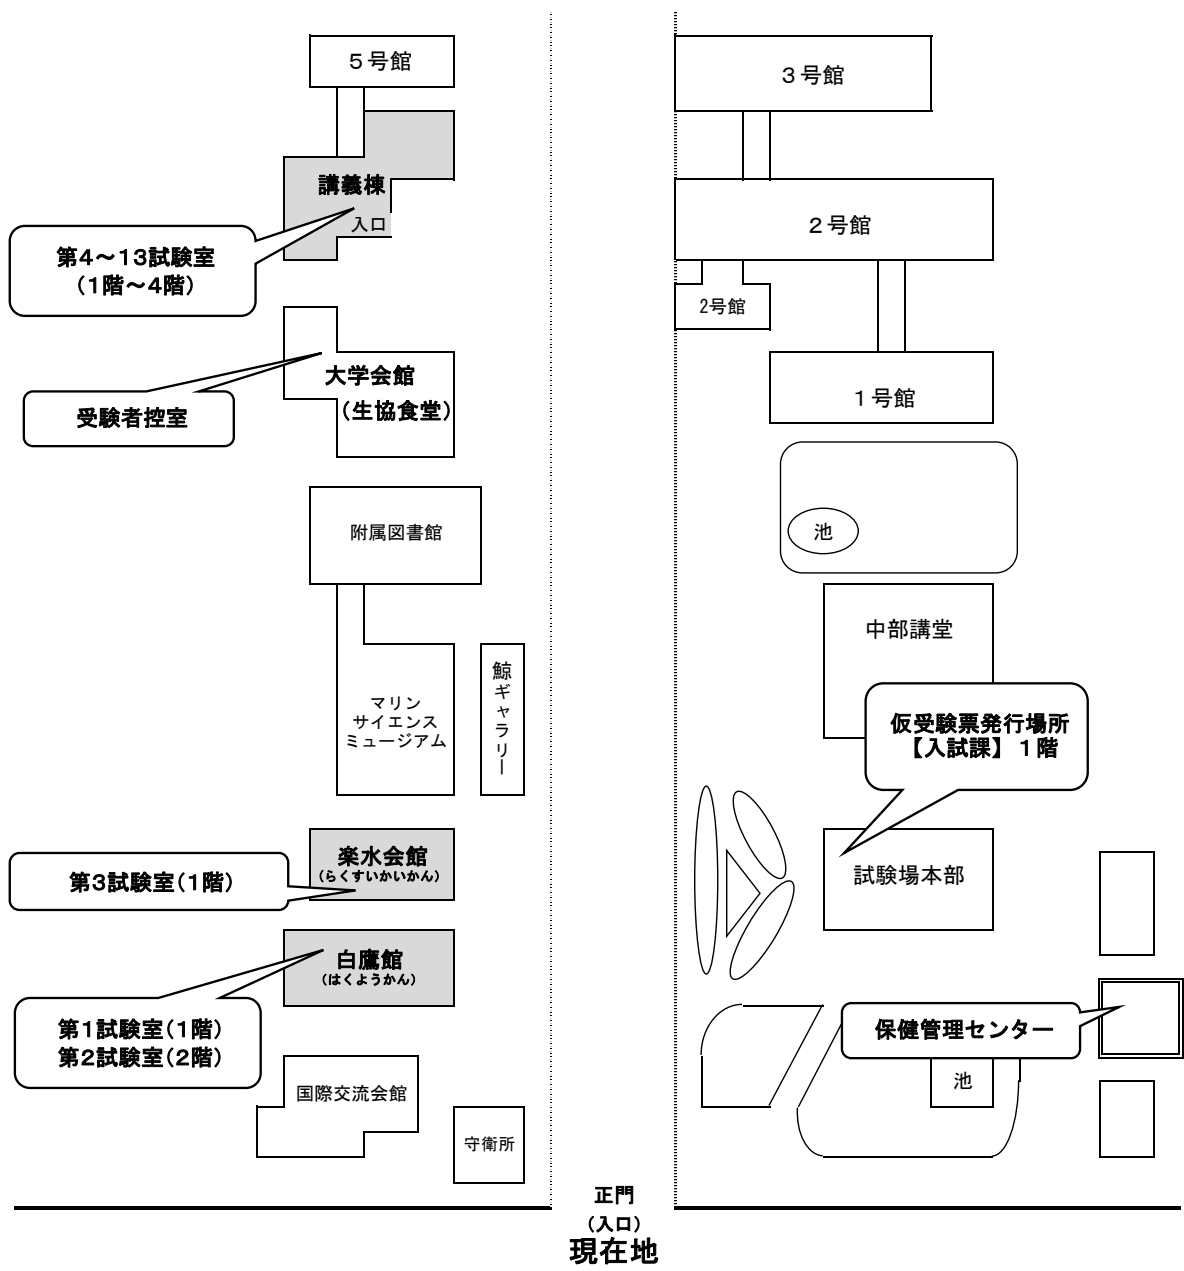 ５号館
３号館
講義棟
入口
第4～13試験室
（1階～4階）
２号館
2号館
大学会館
（生協食堂）
受験者控室
１号館
池
附属図書館
中部講堂
鯨ギャラリー
マリン
サイエンス
ミュージアム
仮受験票発行場所
【入試課】１階
楽水会館
（らくすいかいかん）
第3試験室（1階）
試験場本部
白鷹館
（はくようかん）
第1試験室（1階）
第2試験室（2階）
保健管理センター
池
国際交流会館
守衛所
正門
（入口）
現在地